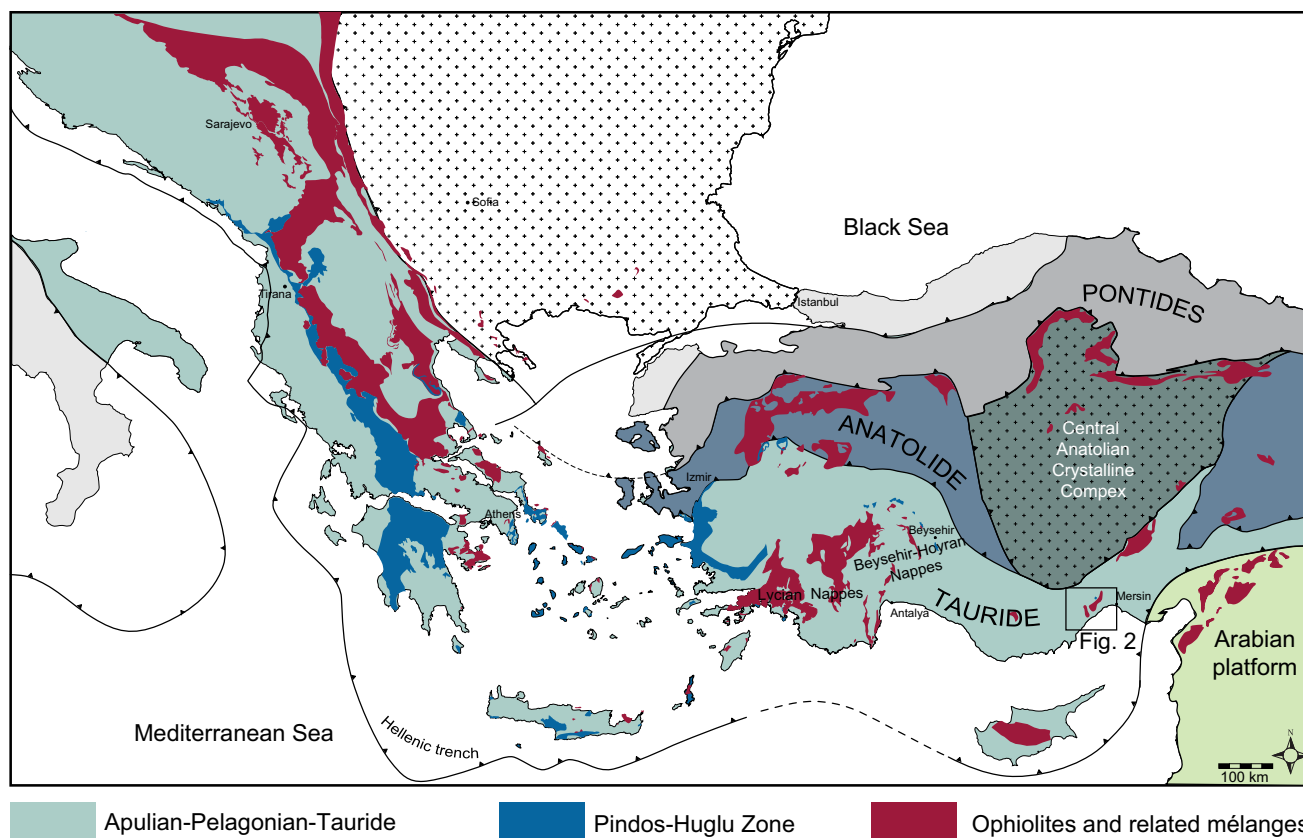 Sarajevo
Sofia
Black Sea
Tirana
Istanbul
PONTIDES
ANATOLIDE
Central
Anatolian
Crystalline
Compex
Izmir
Athens
Beysehir
Beysehir-Hoyran
Nappes
Lycian Nappes
Antalya
TAURIDE
Mersin
Fig. 2
Arabian
platform
Mediterranean Sea
Hellenic trench
N
100 km
Apulian-Pelagonian-Tauride
Pindos-Huglu Zone
Ophiolites and related mélanges